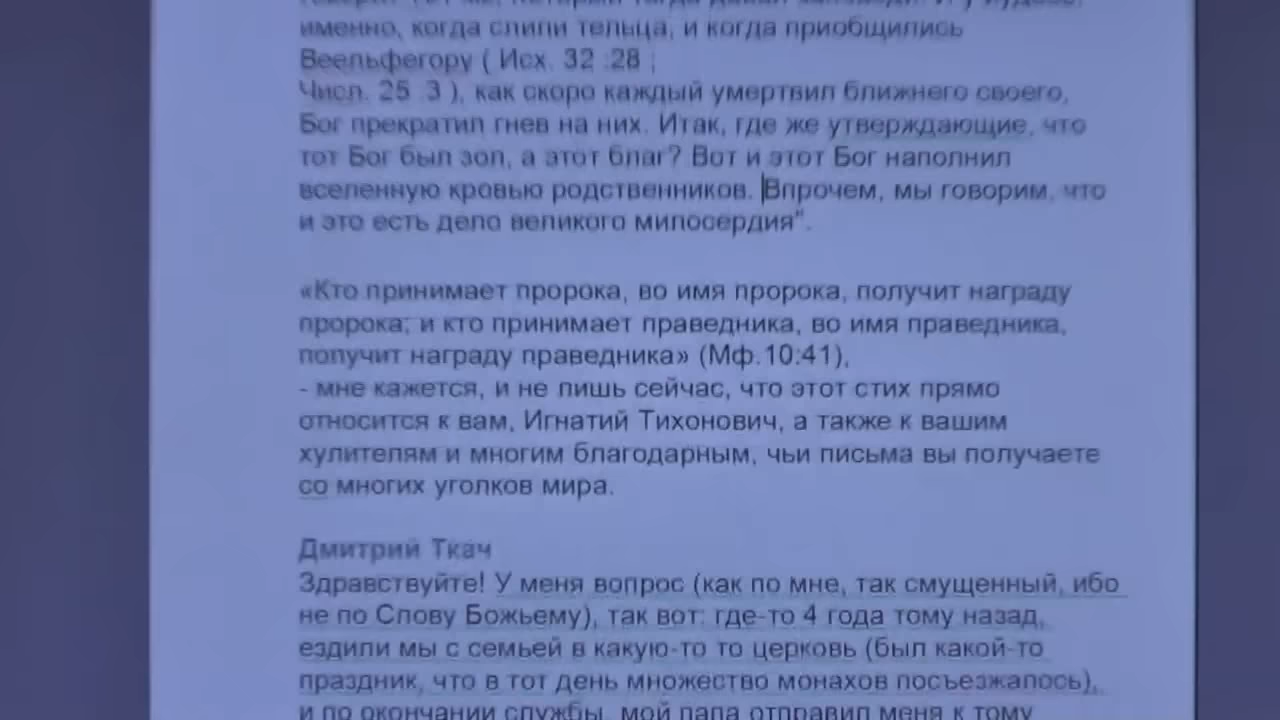 именно, когда слили тельца, и когда приобщились
Веельфегору ( Исх. 32 :28 ;
Числ. 25 :3 ), как скоро каждый умертвил ближнего своего,
Бог прекратил гнев на них. Итак, где же утверждающие, что
тот Бог был зол, а этот благ? Вот и этот Бог наполнил
вселенную кровью родственников. Впрочем, мы говорим, что
и это есть дело великого милосердия".
«Кто принимает пророка, во имя пророка, получит награду
пророка; и кто принимает праведника, во имя праведника,
получит награду праведника» (Мф.10:41),
- мне кажется, и не лишь сейчас, что этот стих прямо
относится к вам, Игнатий Тихонович, а также к вашим
хулителям и многим благодарным, чьи письма вы получаете
со многих уголков мира.
Дмитрий Ткач
Здравствуйте! У меня вопрос (как по мне, так смущенный, ибо
не по Слову Божьему), так вот: где-то 4 года тому назад,
ездили мы с семьей в какую-то то церковь (был какой-то
праздник, что в тот день множество монахов посъезжалось),
и по окончании службы, мой папа отправил меня к тому